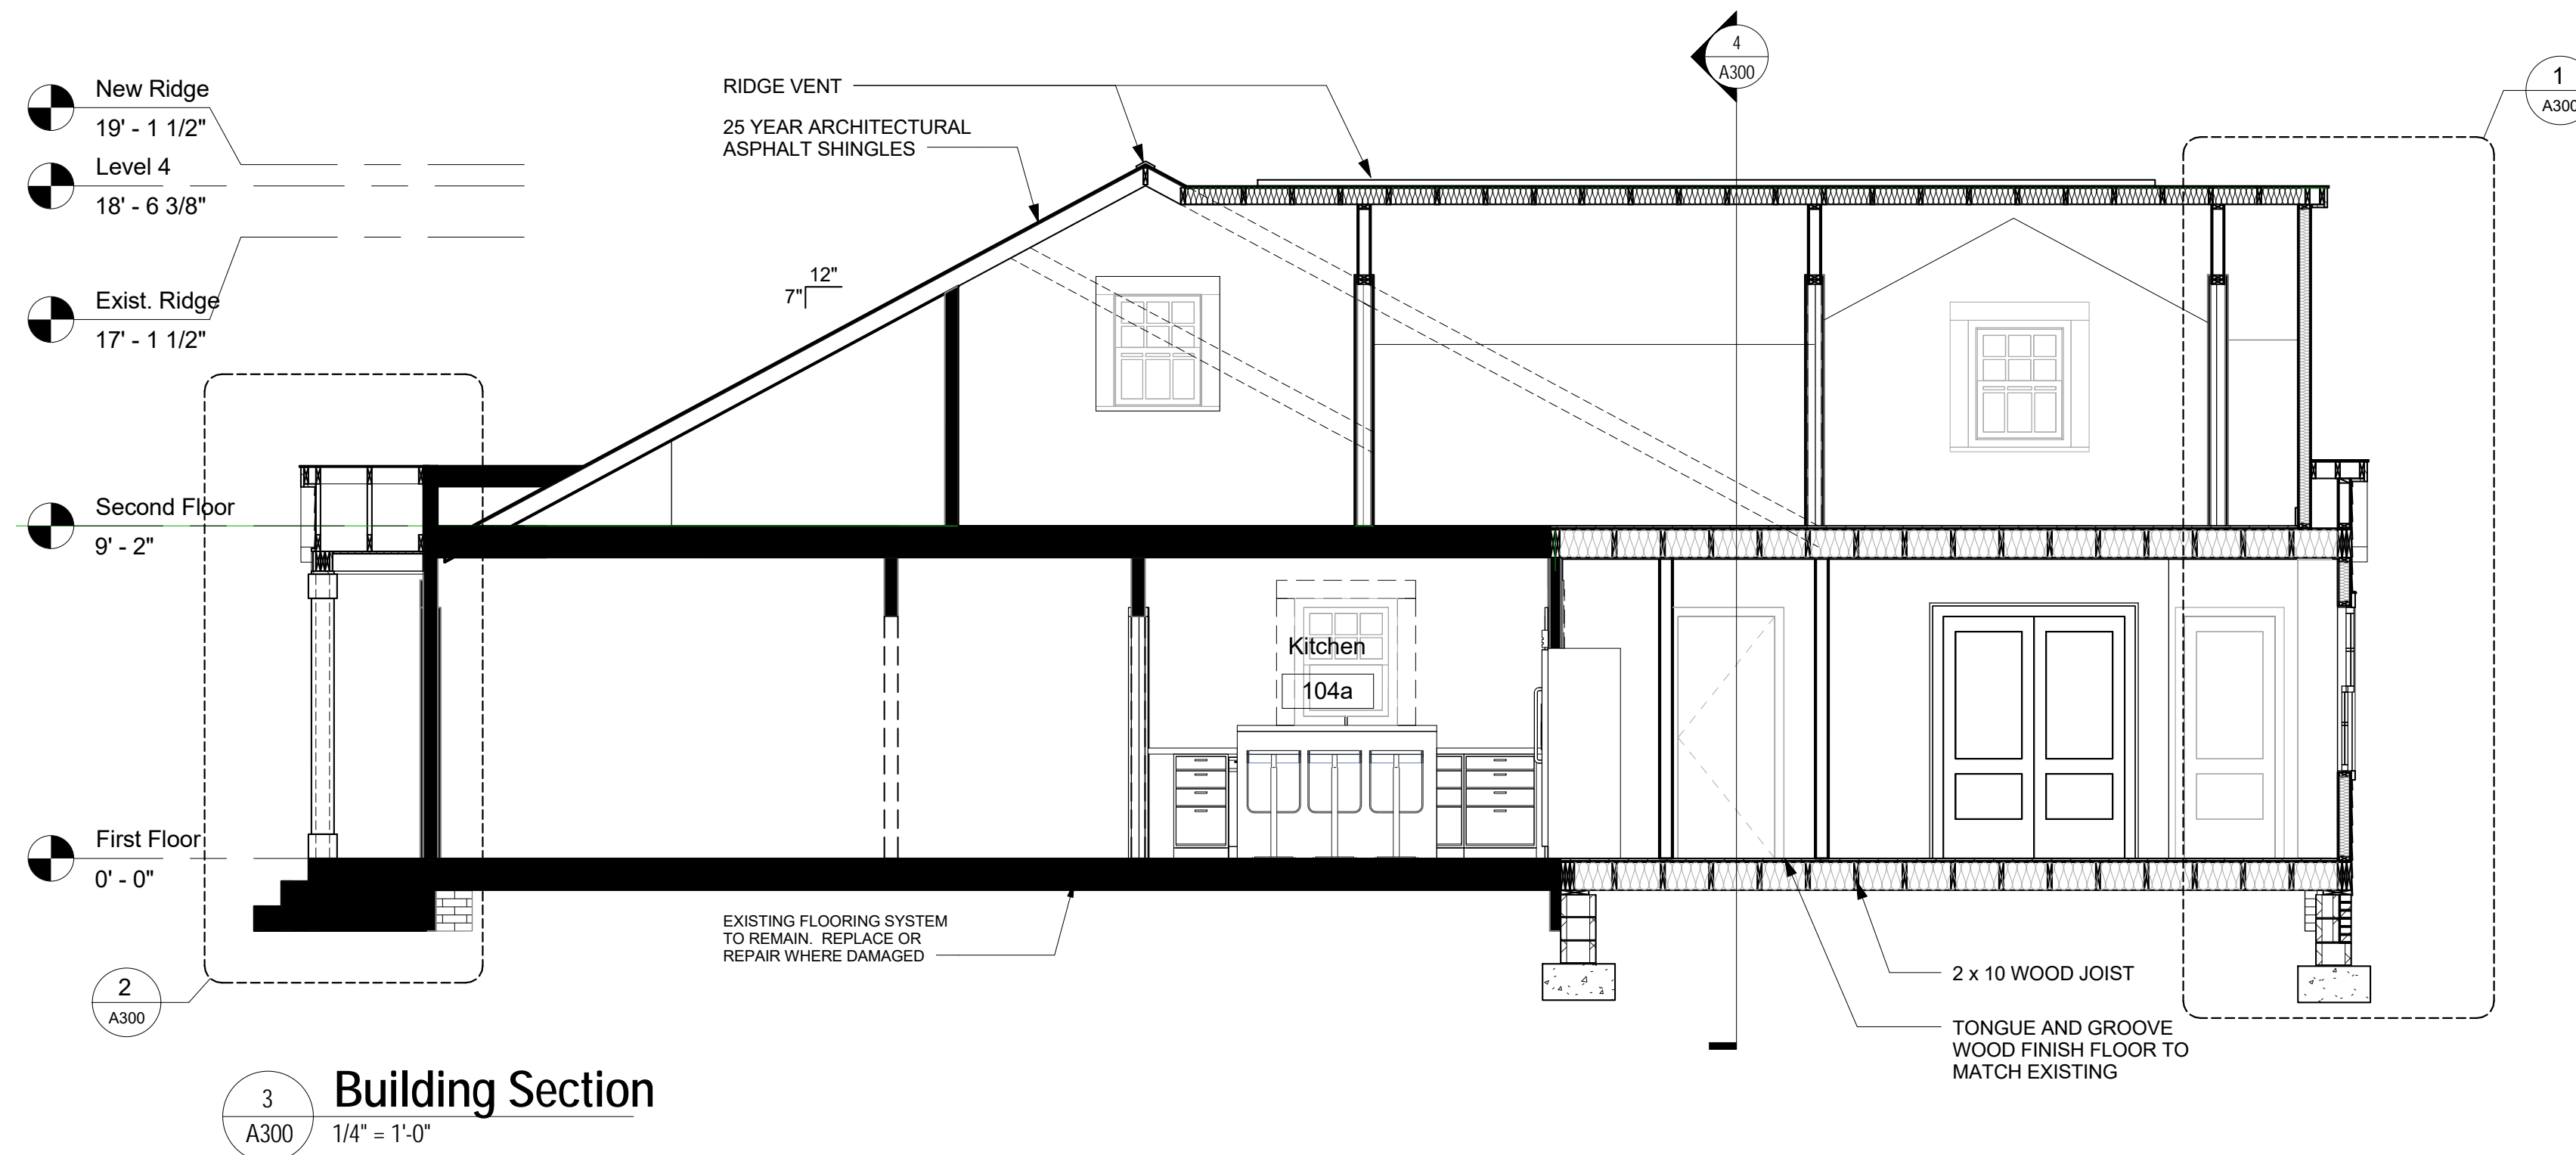 New Ridge
19' - 1 1/2"
Level 4
18' - 6 3/8"
Exist. Ridge
17' - 1 1/2"
Second Floor
9' - 2"
First Floor
0' - 0"
RIDGE VENT
25 YEAR ARCHITECTURAL
ASPHALT SHINGLES
12"
7"
4
A300
1
A300
Kitchen
104a
EXISTING FLOORING SYSTEM
TO REMAIN.  REPLACE OR
REPAIR WHERE DAMAGED
2 x 10 WOOD JOIST
TONGUE AND GROOVE
WOOD FINISH FLOOR TO
MATCH EXISTING
2
A300
3
A300
Building Section
1/4" = 1'-0"